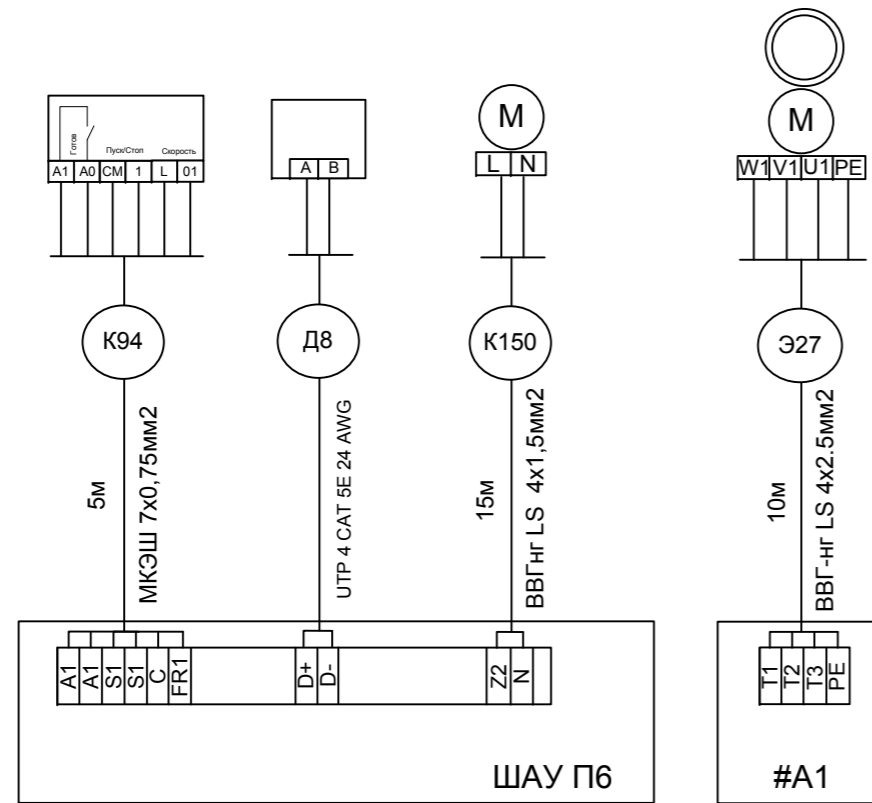 Готов
Пуск/Стоп Скорость
A1 A0 CM 1 L 01
A B
M
L N
M
W1 V1 U1 PE
К94
Д8
К150
Э27
5м
МКЭШ 7х0,75мм2
UTP 4 CAT 5E 24 AWG
15м
ВВГнг LS 4х1,5мм2
10м
ВВГ-нг LS 4х2.5мм2
A1 A1 S1 S1 C FR1
D+ D-
Z2 N
T1 T2 T3 PE
ШАУ П6
#A1